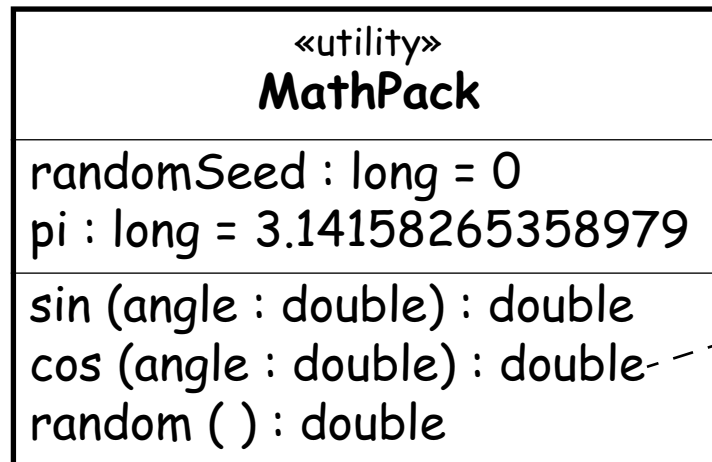 «utility»
MathPack
randomSeed : long = 0
pi : long = 3.14158265358979
sin (angle : double) : double
cos (angle : double) : double
random ( ) : double